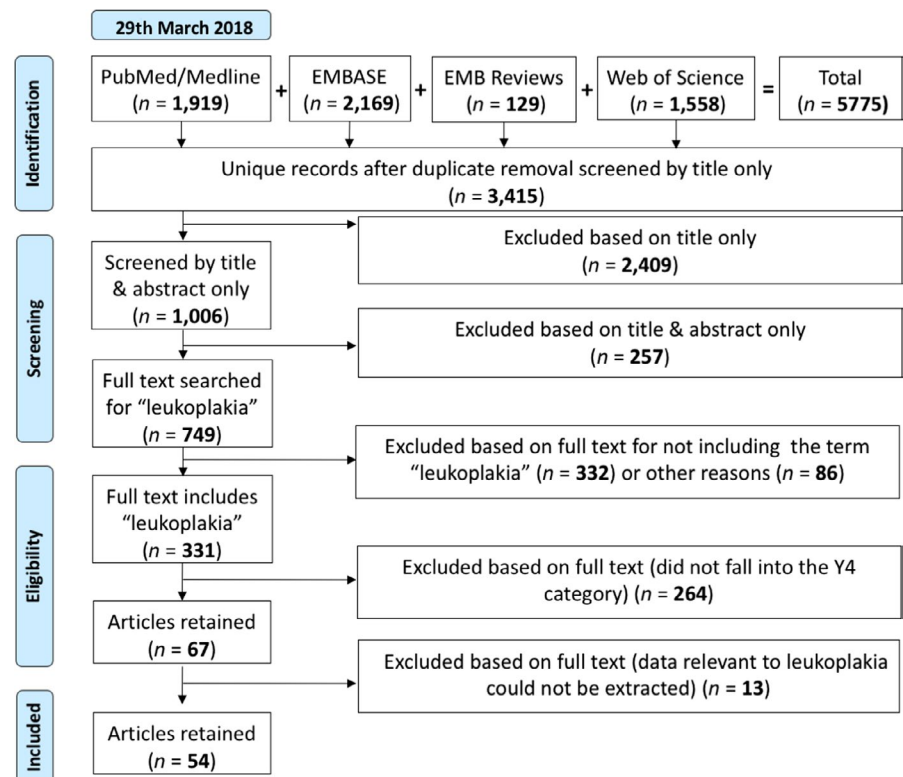 29th March 2018
Identification
PubMed/Medline
(n = 1,919)
+
EMBASE
(n = 2,169)
+
EMB Reviews
(n = 129)
+
Web of Science
(n = 1,558)
=
Total
(n = 5775)
Unique records after duplicate removal screened by title only
(n = 3,415)
Excluded based on title only
(n = 2,409)
Screening
Screened by title
& abstract only
(n = 1,006)
Excluded based on title & abstract only
(n = 257)
Full text searched
for “leukoplakia”
(n = 749)
Excluded based on full text for not including the term
“leukoplakia” (n = 332) or other reasons (n = 86)
Eligibility
Full text includes
“leukoplakia”
(n = 331)
Excluded based on full text (did not fall into the Y4
category) (n = 264)
Articles retained
(n = 67)
Excluded based on full text (data relevant to leukoplakia
could not be extracted) (n = 13)
Included
Articles retained
(n = 54)